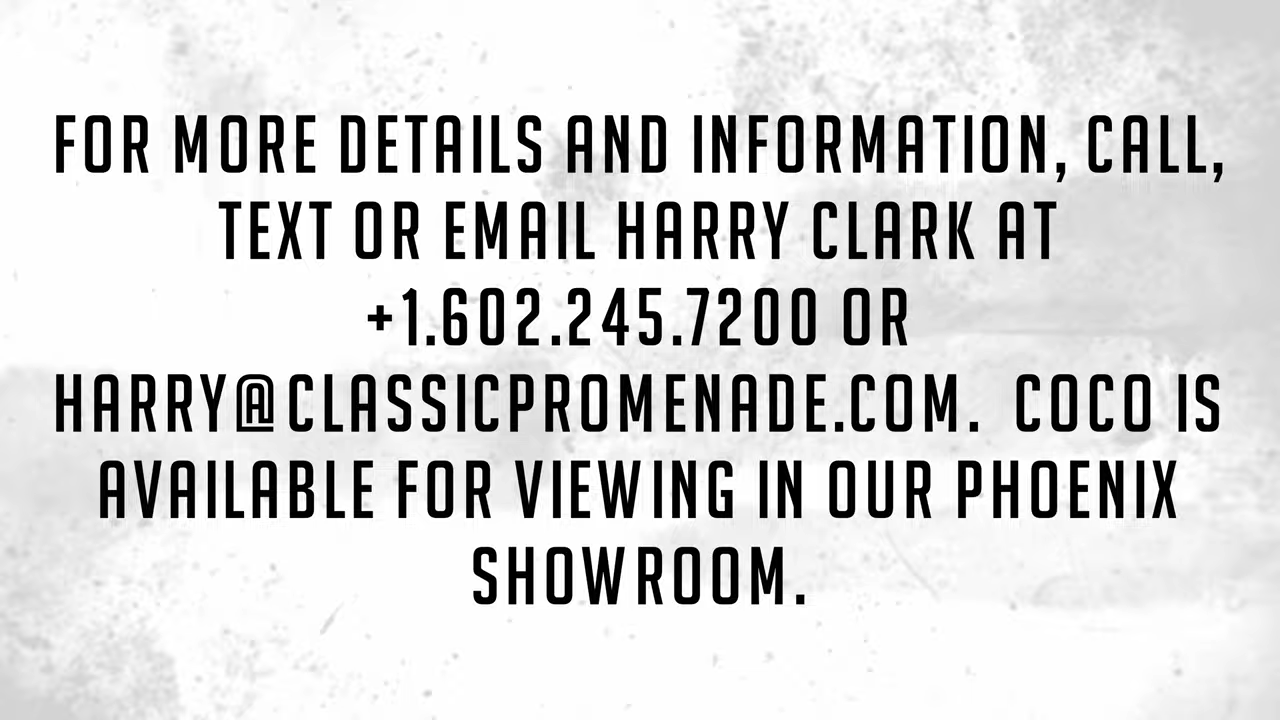 FOR MORE DETAILS AND INFORMATION, CALL,
TEXT OR EMAIL HARRY CLARK AT
+1.602.245.7200 OR
HARRY@CLASSICPROMENADE.COM.  COCO IS
AVAILABLE FOR VIEWING IN OUR PHOENIX
SHOWROOM.